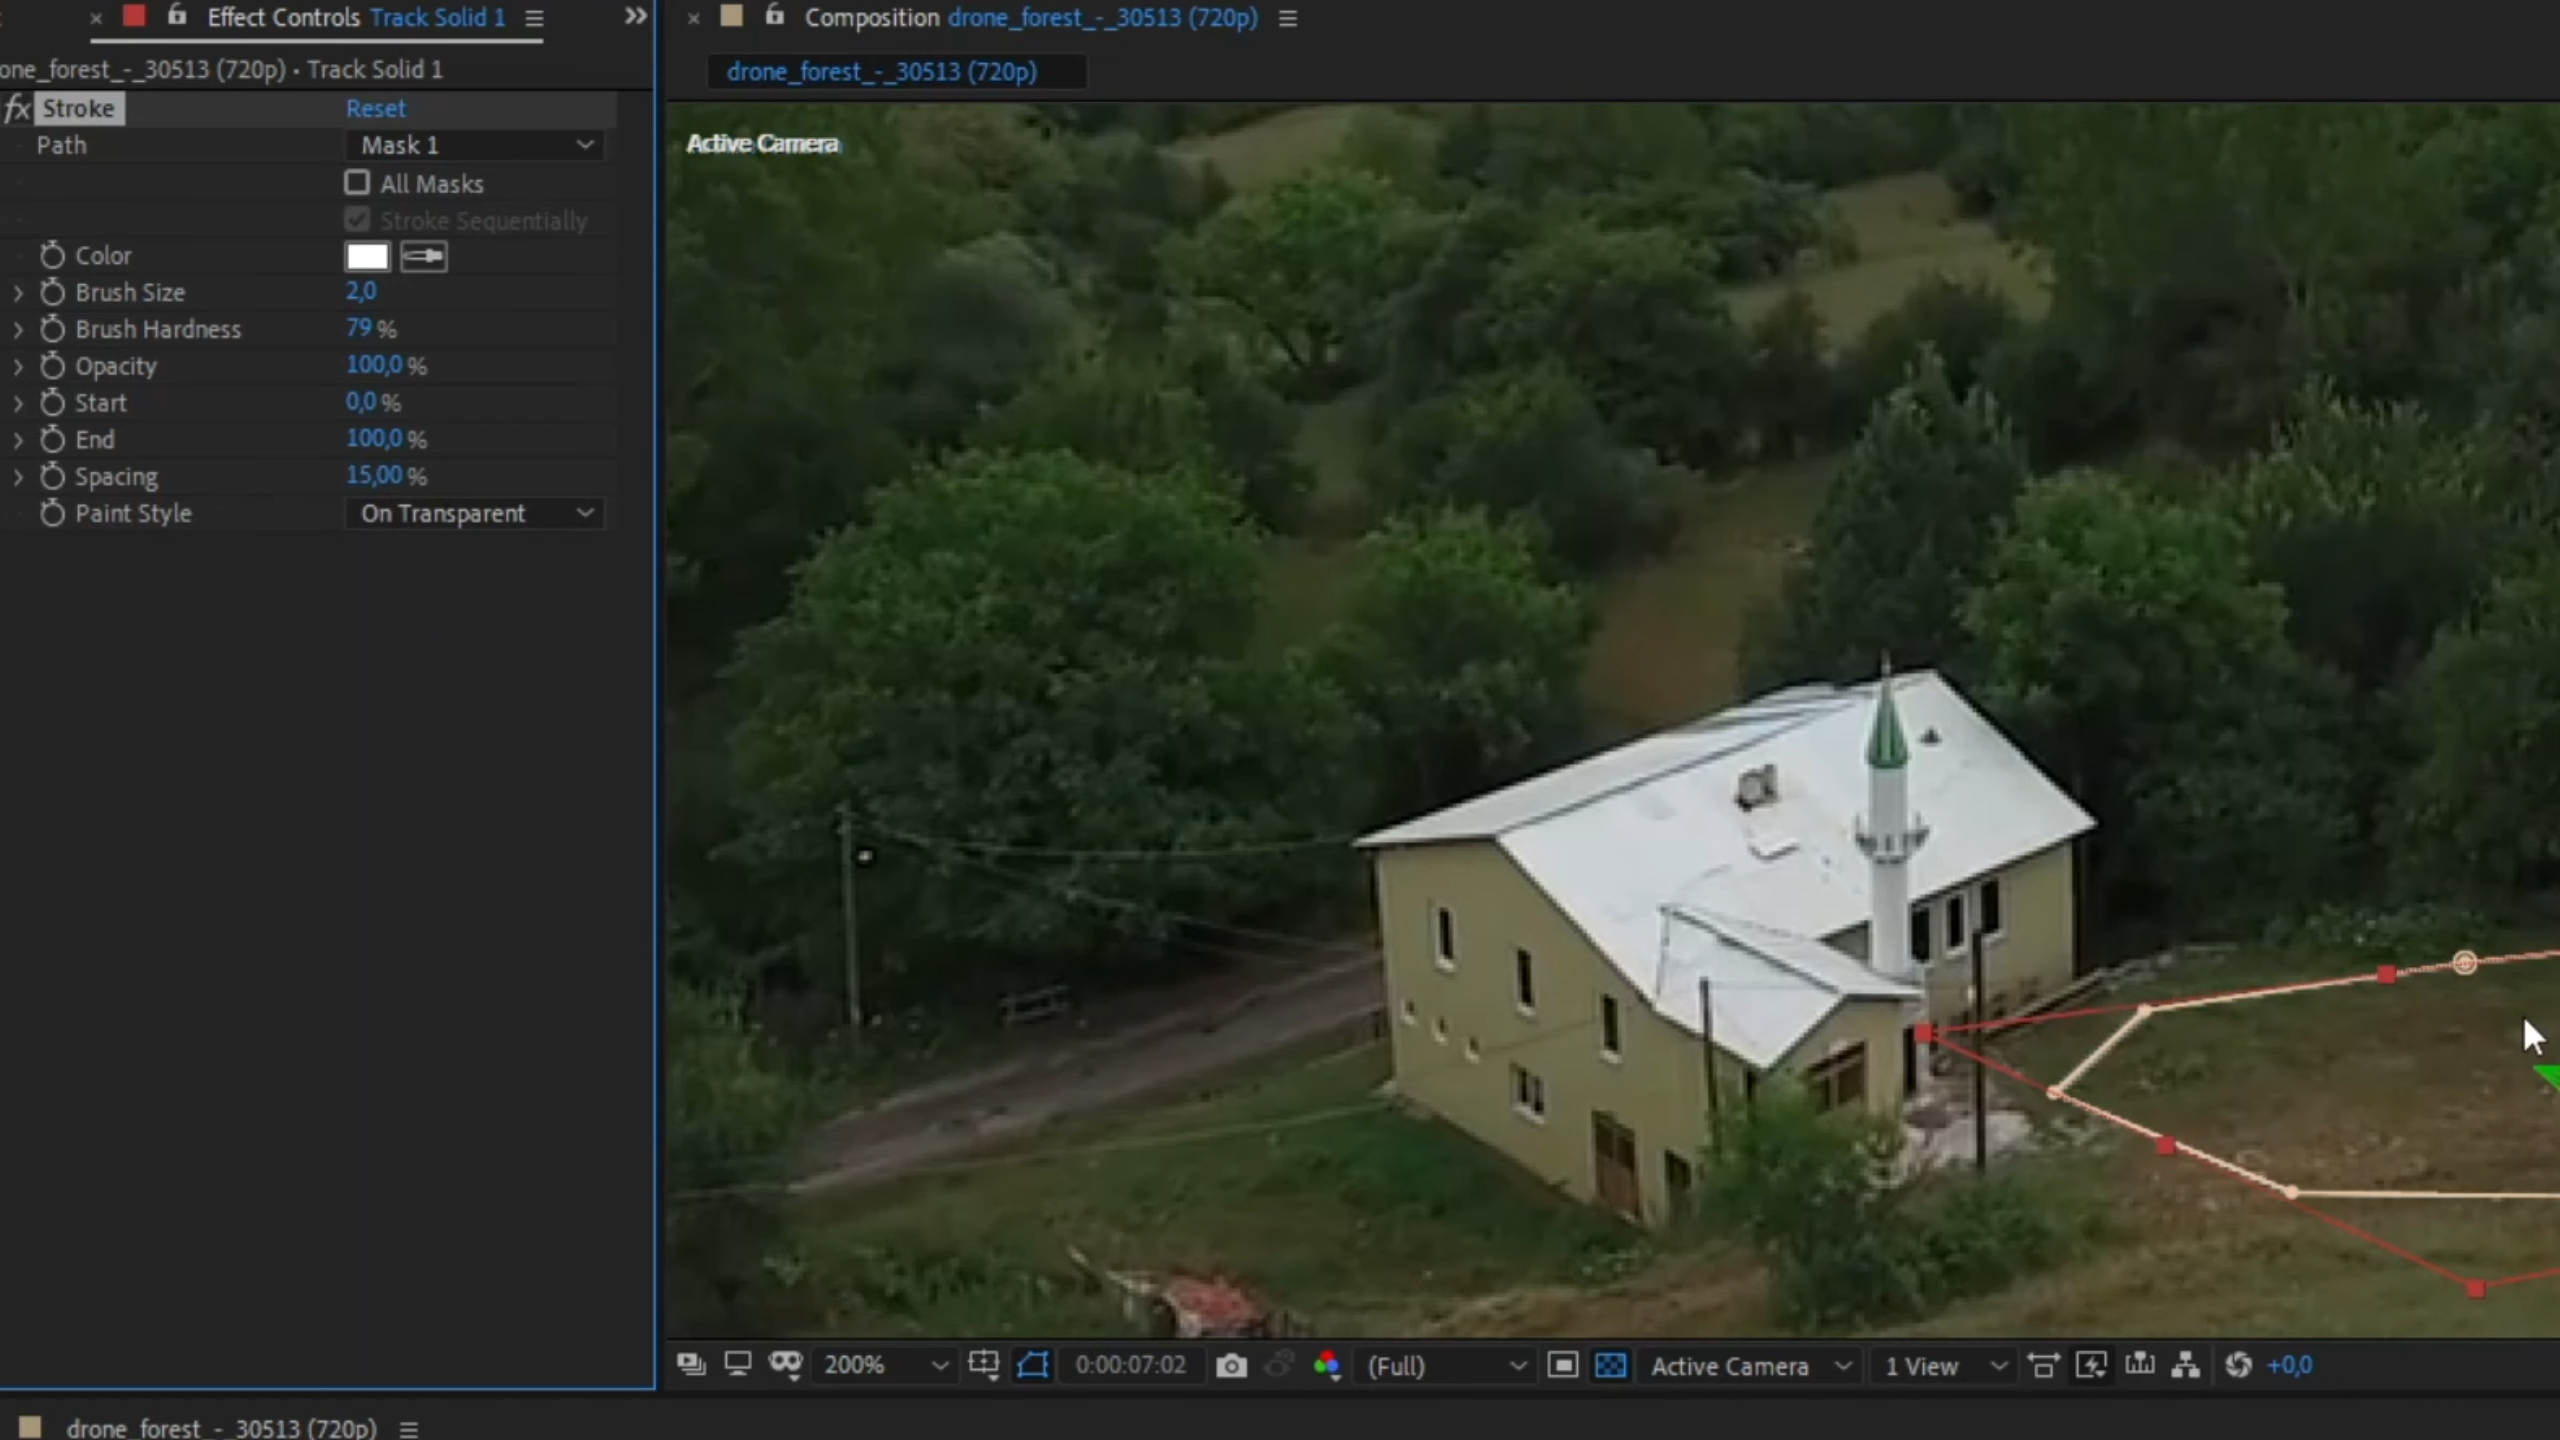 Effect Controls Track Solid 1
Composition drone_forest_-_30513 (720p)
one_forest_-_30513 (720p) • Track Solid 1
drone_forest_-_30513 (720p)
fx Stroke Reset
Path Mask 1
All Masks
Stroke Sequentially
Color
Brush Size 2,0
Brush Hardness 79 %
Opacity 100,0 %
Start 0,0 %
End 100,0 %
Spacing 15,00 %
Paint Style On Transparent
Active Camera
200% 0:00:07:02 (Full) Active Camera 1 View +0,0
drone_forest_-_30513 (720p)